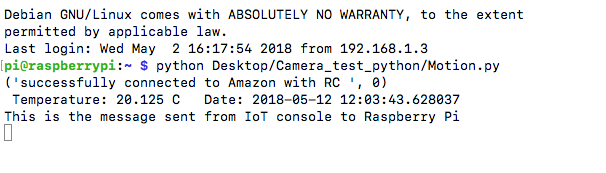 Debian GNU/Linux comes with ABSOLUTELY NO WARRANTY, to the extent
permitted by applicable law.
Last login: Wed May  2 16:17:54 2018 from 192.168.1.3
[pi@raspberrypi:~ $ python Desktop/Camera_test_python/Motion.py
('successfully connected to Amazon with RC ', 0)
 Temperature: 20.125 C   Date: 2018-05-12 12:03:43.628037
This is the message sent from IoT console to Raspberry Pi